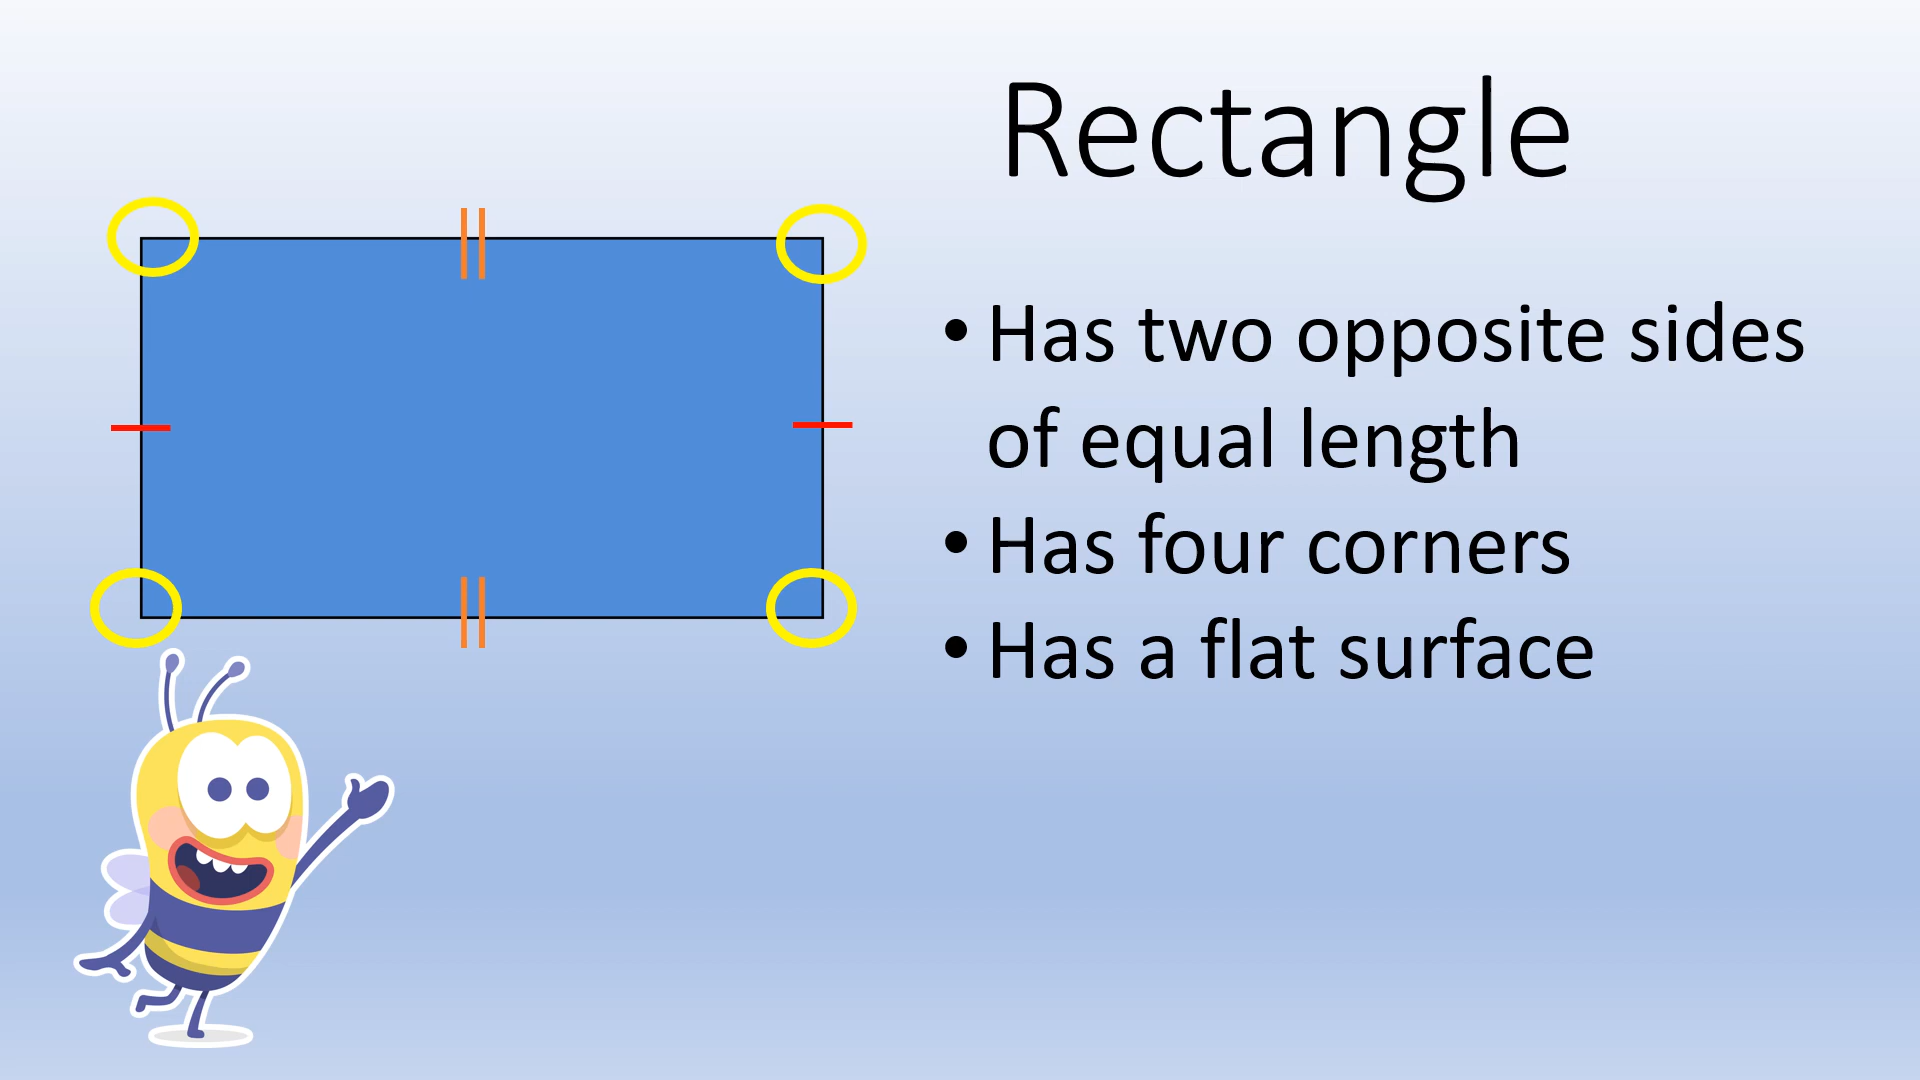 Rectangle
• Has two opposite sides
of equal length
• Has four corners
• Has a flat surface